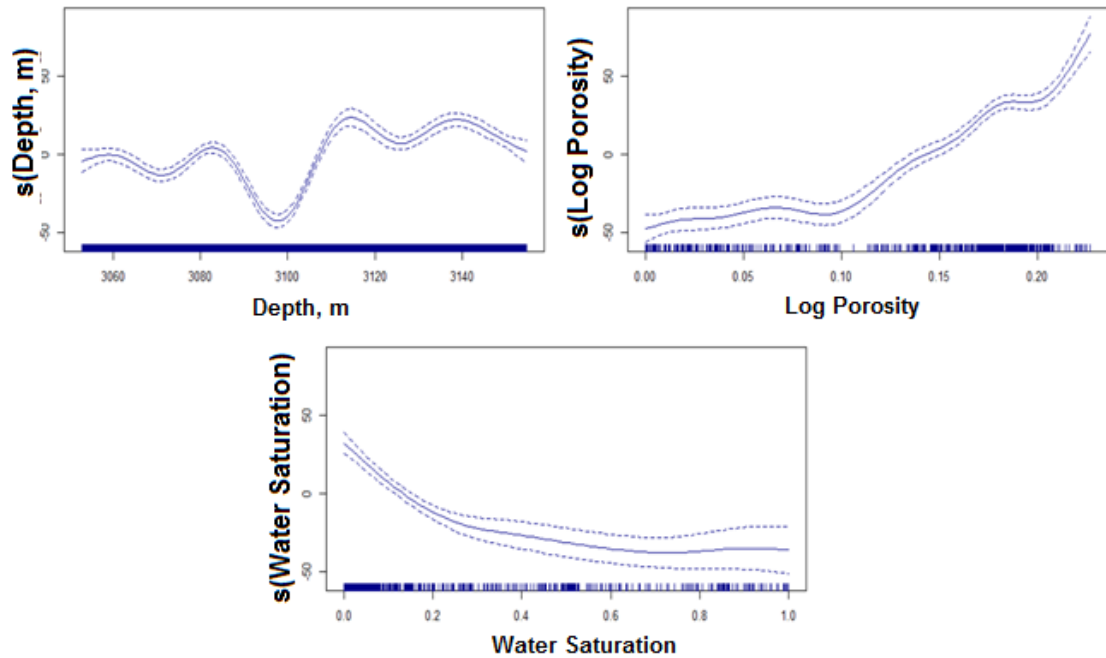 s(Depth, m)
50
0
-50
3060 3080 3100 3120 3140
Depth, m
s(Log Porosity)
50
0
-50
0.00 0.05 0.10 0.15 0.20
Log Porosity
s(Water Saturation)
50
0
-50
0.0 0.2 0.4 0.6 0.8 1.0
Water Saturation